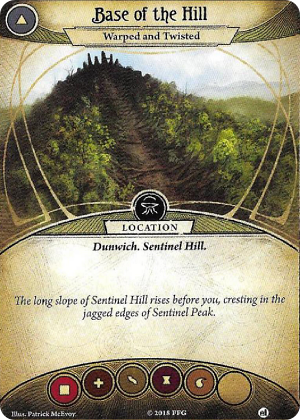 Base of the Hill
Warped and Twisted
LOCATION
Dunwich. Sentinel Hill.
The long slope of Sentinel Hill rises before you, cresting in the
jagged edges of Sentinel Peak.
Illus. Patrick McEvoy
© 2018 FFG